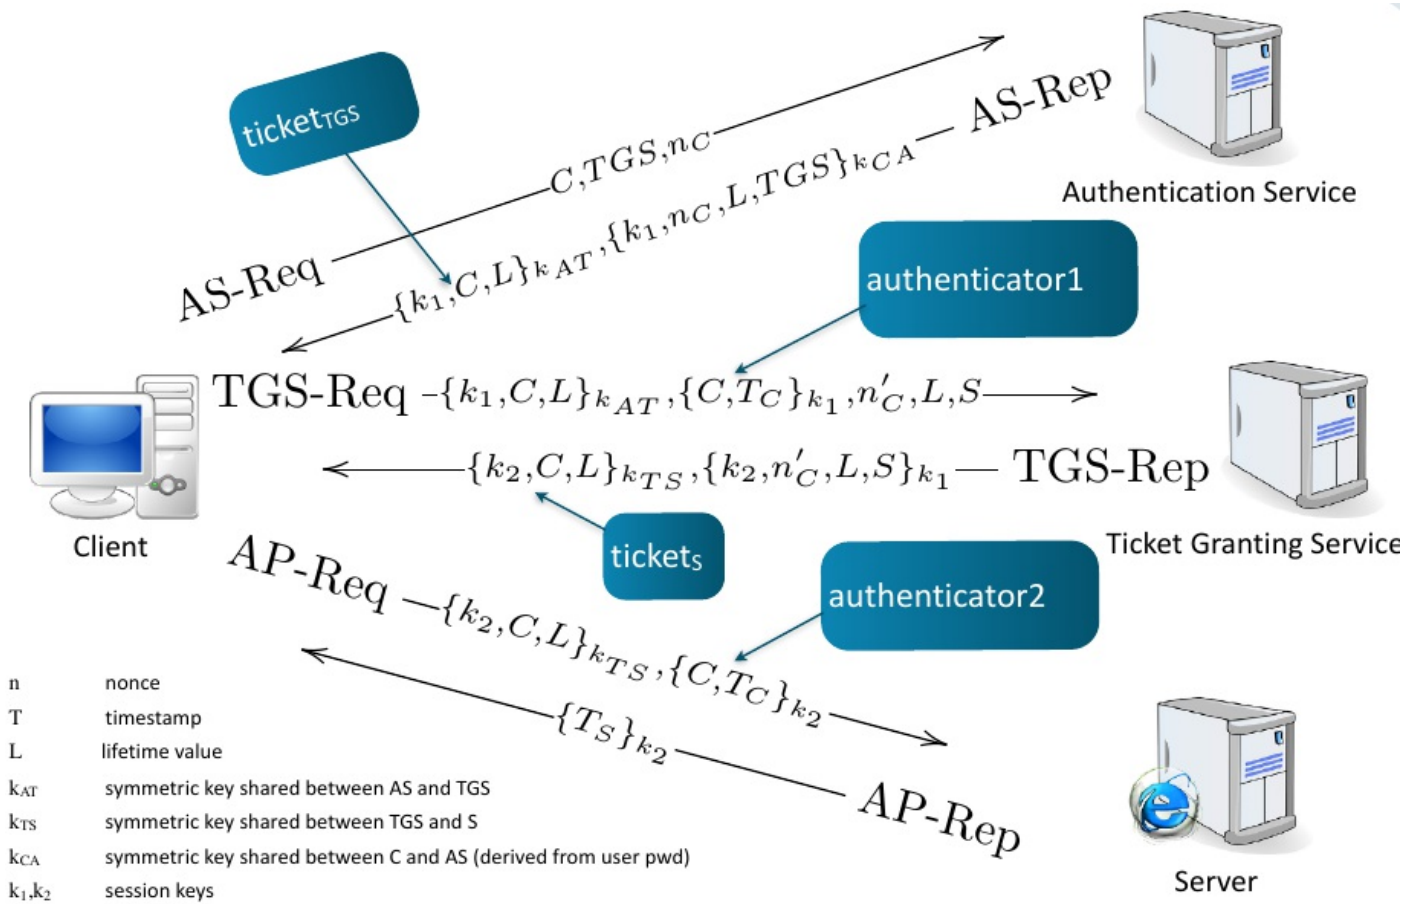 ticketTGS
AS-Rep
C,TGS,nC
{k1,C,L}kAT,{k1,nC,L,TGS}kCA
Authentication Service
AS-Req
authenticator1
TGS-Req {k1,C,L}kAT,{C,TC}k1,n′C,L,S
{k2,C,L}kTS,{k2,n′C,L,S}k1 TGS-Rep
Client
Ticket Granting Service
ticketS
authenticator2
AP-Req {k2,C,L}kTS,{C,TC}k2
{TS}k2
AP-Rep
Server
n nonce
T timestamp
L lifetime value
kAT symmetric key shared between AS and TGS
kTS symmetric key shared between TGS and S
kCA symmetric key shared between C and AS (derived from user pwd)
k1,k2 session keys